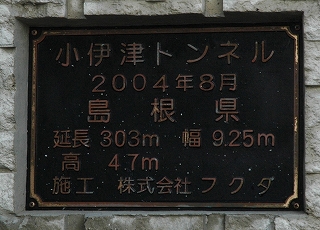 小伊津トンネル
2004年8月
島根県
延長 303m 幅 9.25m
高 4.7m
施工 株式会社フクダ